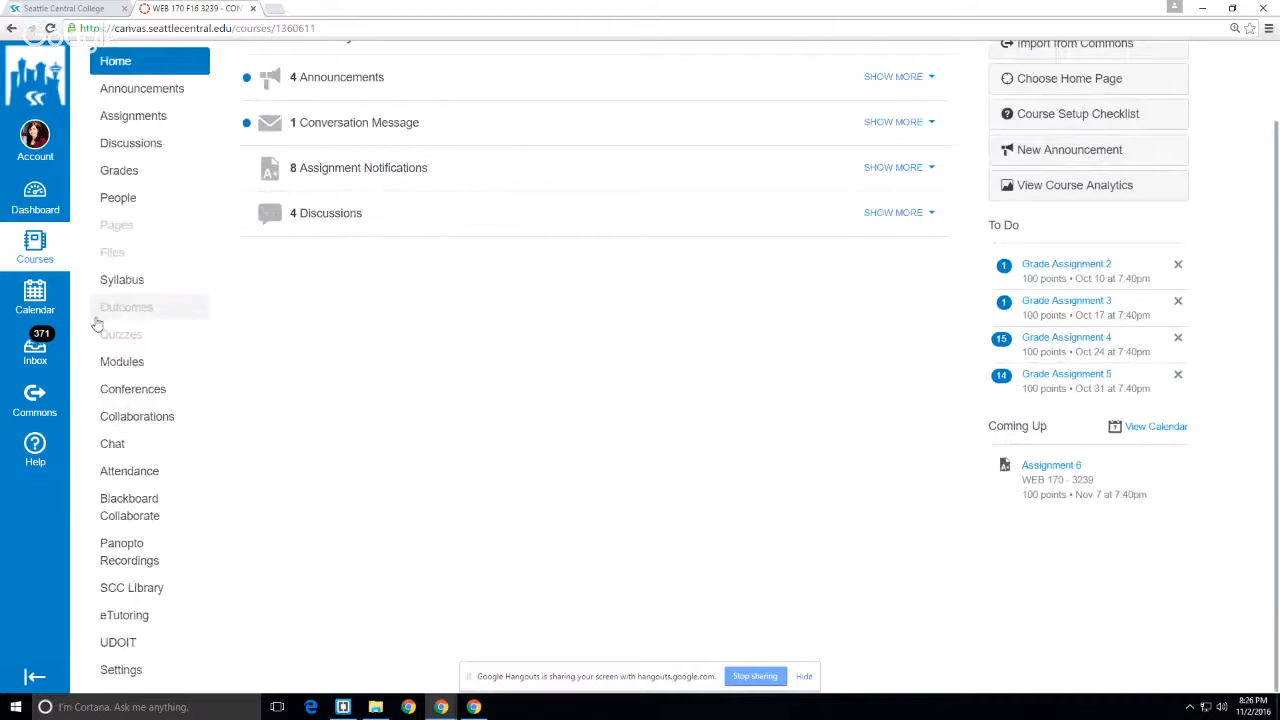 Seattle Central College
WEB 170 F16 3239 - CON
https://canvas.seattlecentral.edu/courses/1360611
Account
Dashboard
Courses
Calendar
371
Inbox
Commons
Help
Home
Announcements
Assignments
Discussions
Grades
People
Pages
Files
Syllabus
Outcomes
Quizzes
Modules
Conferences
Collaborations
Chat
Attendance
Blackboard
Collaborate
Panopto
Recordings
SCC Library
eTutoring
UDOIT
Settings
4 Announcements SHOW MORE
1 Conversation Message SHOW MORE
8 Assignment Notifications SHOW MORE
4 Discussions SHOW MORE
Import from Commons
Choose Home Page
Course Setup Checklist
New Announcement
View Course Analytics
To Do
1 Grade Assignment 2
100 points • Oct 10 at 7:40pm
1 Grade Assignment 3
100 points • Oct 17 at 7:40pm
15 Grade Assignment 4
100 points • Oct 24 at 7:40pm
14 Grade Assignment 5
100 points • Oct 31 at 7:40pm
Coming Up View Calendar
Assignment 6
WEB 170 - 3239
100 points • Nov 7 at 7:40pm
Google Hangouts is sharing your screen with hangouts.google.com. Stop sharing Hide
I'm Cortana. Ask me anything.
8:26 PM
11/2/2016